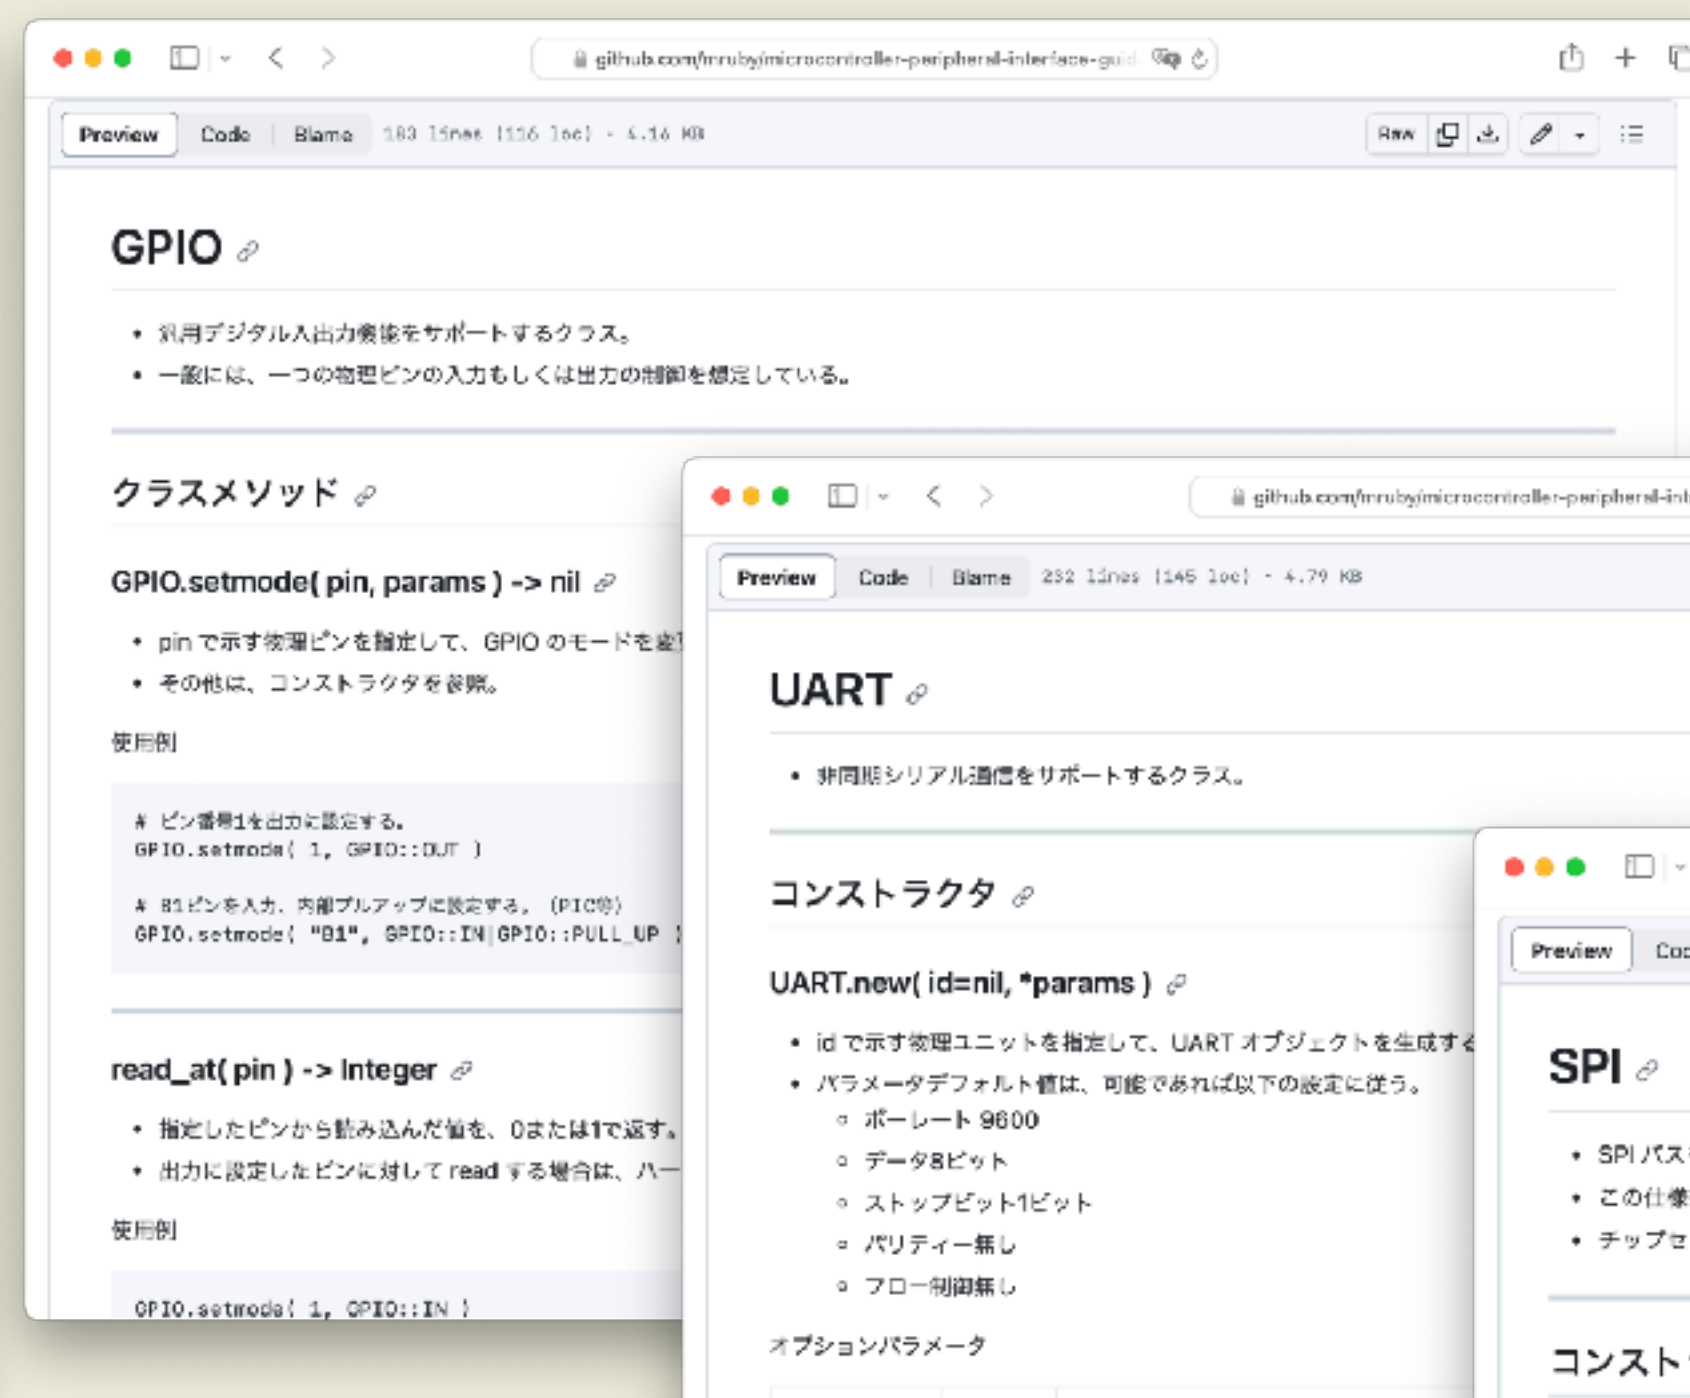 github.com/mruby/microcontroller-peripheral-interface-guid
Preview Code Blame 183 lines (116 loc) · 4.16 KB Raw
GPIO
汎用デジタル入出力機能をサポートするクラス。
一般には、一つの物理ピンの入力もしくは出力の制御を想定している。
クラスメソッド
GPIO.setmode( pin, params ) -> nil
pin で示す物理ピンを指定して、GPIO のモードを変
その他は、コンストラクタを参照。
使用例
# ピン番号1を出力に設定する。
GPIO.setmode( 1, GPIO::OUT )
# B1ピンを入力、内部プルアップに設定する。(PIC等)
GPIO.setmode( "B1", GPIO::IN|GPIO::PULL_UP )
read_at( pin ) -> Integer
指定したピンから読み込んだ値を、0または1で返す。
出力に設定したピンに対して read する場合は、ハー
使用例
GPIO.setmode( 1, GPIO::IN )
github.com/mruby/microcontroller-peripheral-int
Preview Code Blame 232 lines (145 loc) · 4.79 KB
UART
非同期シリアル通信をサポートするクラス。
コンストラクタ
UART.new( id=nil, *params )
id で示す物理ユニットを指定して、UART オブジェクトを生成する
パラメータデフォルト値は、可能であれば以下の設定に従う。
ボーレート 9600
データ8ビット
ストップビット1ビット
パリティー無し
フロー制御無し
オプションパラメータ
Preview Cod
SPI
SPI バス
この仕様
チップセ
コンスト